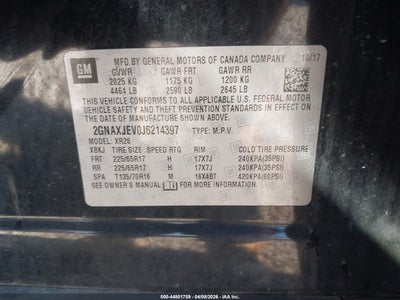 GM
MFD BY GENERAL MOTORS OF CANADA COMPANY 10/17
GVWR GAWR FRT GAWR RR
2025 KG 1175 KG 1200 KG
4464 LB 2590 LB 2645 LB
THIS VEHICLE CONFORMS TO ALL APPLICABLE U.S. FEDERAL
MOTOR VEHICLE SAFETY, BUMPER, AND THEFT PREVENTION
STANDARDS IN EFFECT ON THE DATE OF
MANUFACTURE SHOWN ABOVE.
2GNAXJEV0J6214397 TYPE: M.P.V.
MODEL: XR26
XBKJ TIRE SIZE SPEED RTG RIM COLD TIRE PRESSURE
FRT 225/65R17 H 17X7J 240KPA(35PSI)
RR 225/65R17 H 17X7J 240KPA(35PSI)
SPA T135/70R16 M 16X4BT 420KPA(60PSI)
SEE OWNER'S MANUAL FOR MORE INFORMATION.
000-44801759 - 04/08/2026 - IAA Inc.